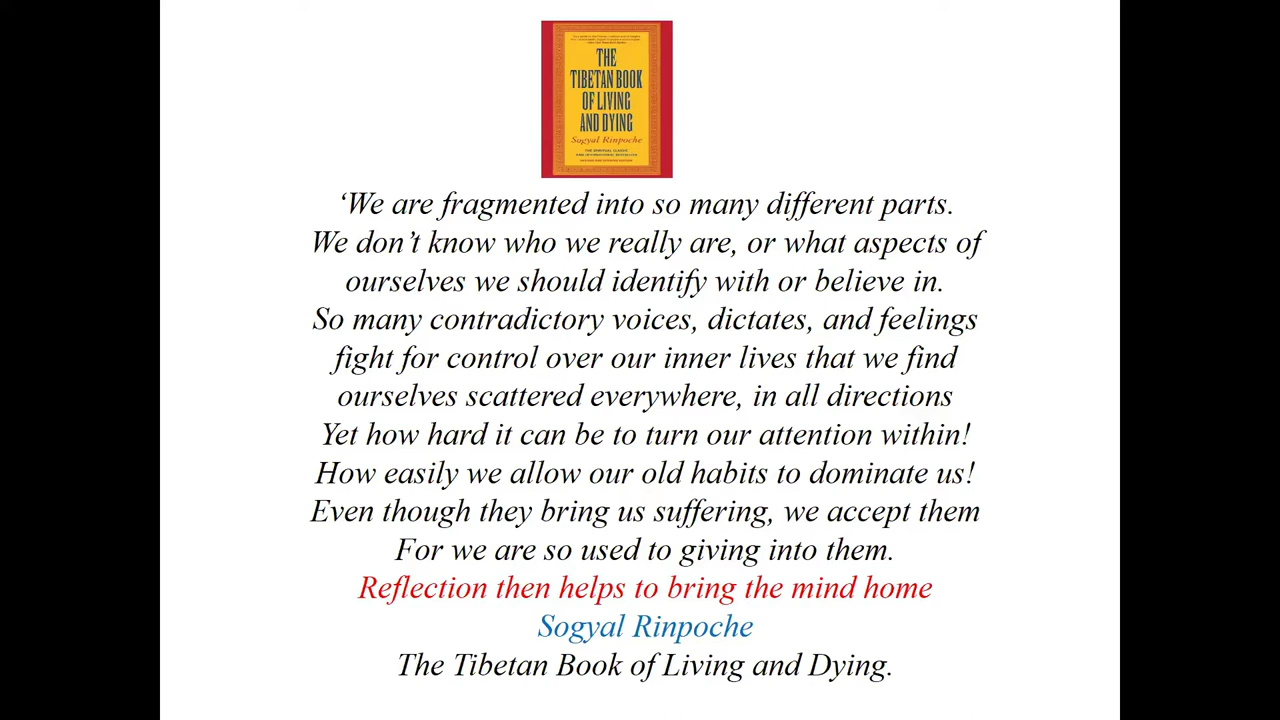 THE
TIBETAN BOOK
OF LIVING
AND DYING
Sogyal Rinpoche
THE SPIRITUAL CLASSIC
‘We are fragmented into so many different parts.
We don’t know who we really are, or what aspects of
ourselves we should identify with or believe in.
So many contradictory voices, dictates, and feelings
fight for control over our inner lives that we find
ourselves scattered everywhere, in all directions
Yet how hard it can be to turn our attention within!
How easily we allow our old habits to dominate us!
Even though they bring us suffering, we accept them
For we are so used to giving into them.
Reflection then helps to bring the mind home
Sogyal Rinpoche
The Tibetan Book of Living and Dying.